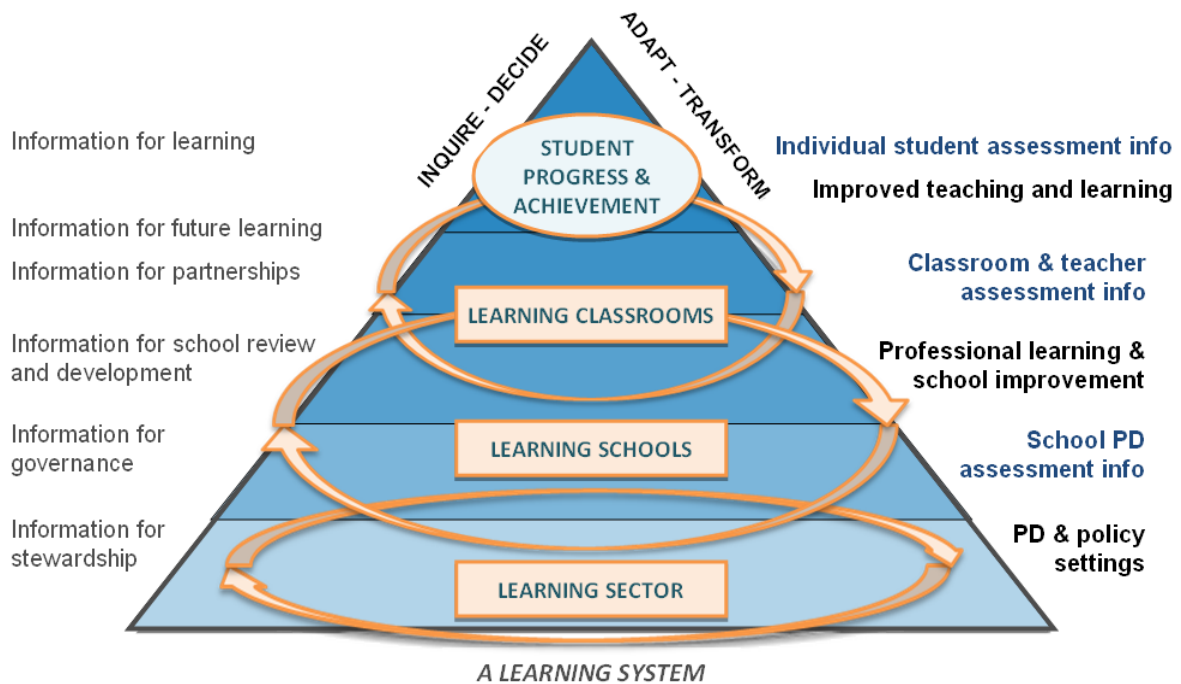 INQUIRE - DECIDE
ADAPT - TRANSFORM
Information for learning
STUDENT
PROGRESS &
ACHIEVEMENT
Individual student assessment info
Improved teaching and learning
Information for future learning
Information for partnerships
Classroom & teacher
assessment info
LEARNING CLASSROOMS
Information for school review
and development
Professional learning &
school improvement
Information for
governance
LEARNING SCHOOLS
School PD
assessment info
Information for
stewardship
PD & policy
settings
LEARNING SECTOR
A LEARNING SYSTEM